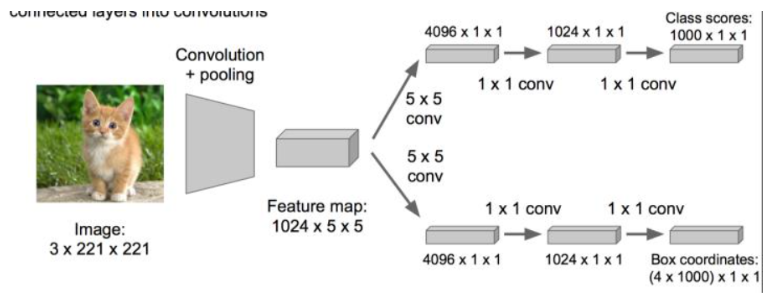 connected layers into convolutions
Convolution
+ pooling
Image:
3 x 221 x 221
Feature map:
1024 x 5 x 5
5 x 5
conv
4096 x 1 x 1
1 x 1 conv
1024 x 1 x 1
1 x 1 conv
Class scores:
1000 x 1 x 1
5 x 5
conv
4096 x 1 x 1
1 x 1 conv
1024 x 1 x 1
1 x 1 conv
Box coordinates:
(4 x 1000) x 1 x 1